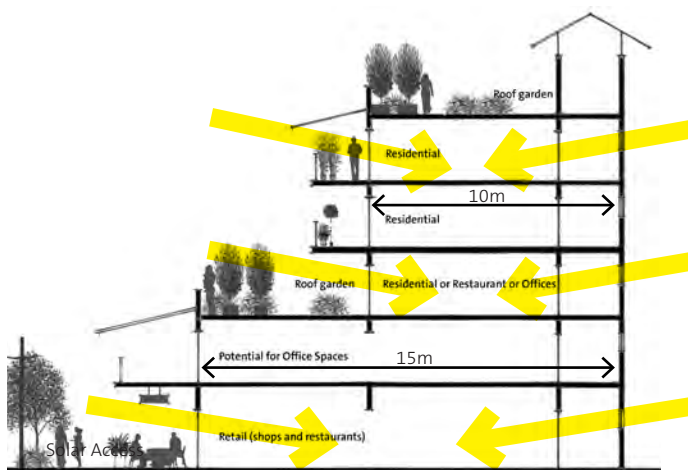 Roof garden
Residential
10m
Residential
Roof garden
Residential or Restaurant or Offices
15m
Potential for Office Spaces
Retail (shops and restaurants)
Solar Access